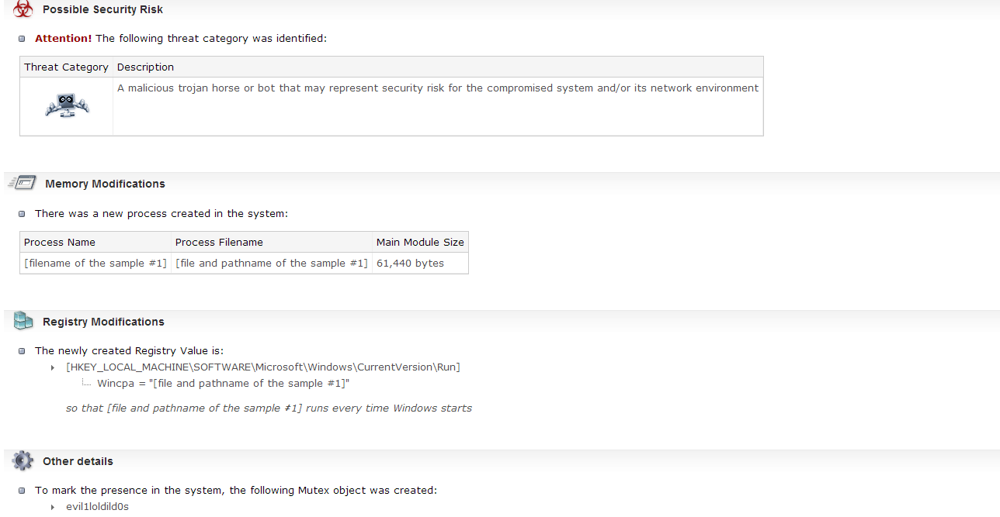 Possible Security Risk
Attention! The following threat category was identified:
Threat Category Description
A malicious trojan horse or bot that may represent security risk for the compromised system and/or its network environment
Memory Modifications
There was a new process created in the system:
Process Name Process Filename Main Module Size
[filename of the sample #1] [file and pathname of the sample #1] 61,440 bytes
Registry Modifications
The newly created Registry Value is:
[HKEY_LOCAL_MACHINE\SOFTWARE\Microsoft\Windows\CurrentVersion\Run]
Wincpa = "[file and pathname of the sample #1]"
so that [file and pathname of the sample #1] runs every time Windows starts
Other details
To mark the presence in the system, the following Mutex object was created:
evil1loldild0s